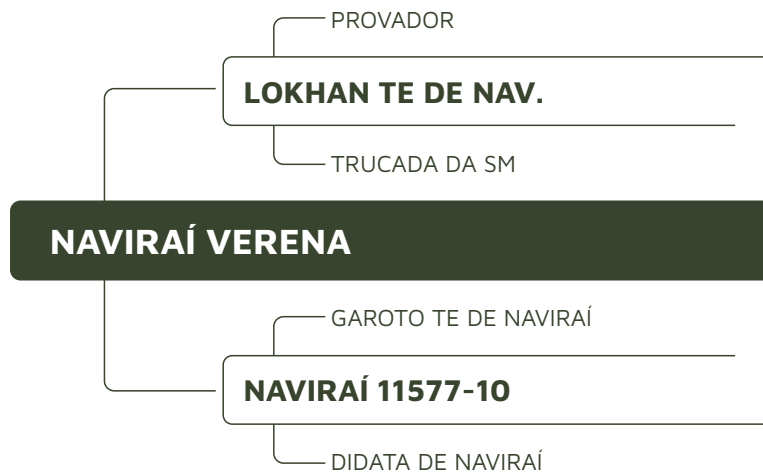 PROVADOR
LOKHAN TE DE NAV.
TRUCADA DA SM
NAVIRAÍ VERENA
GAROTO TE DE NAVIRAÍ
NAVIRAÍ 11577-10
DIDATA DE NAVIRAÍ